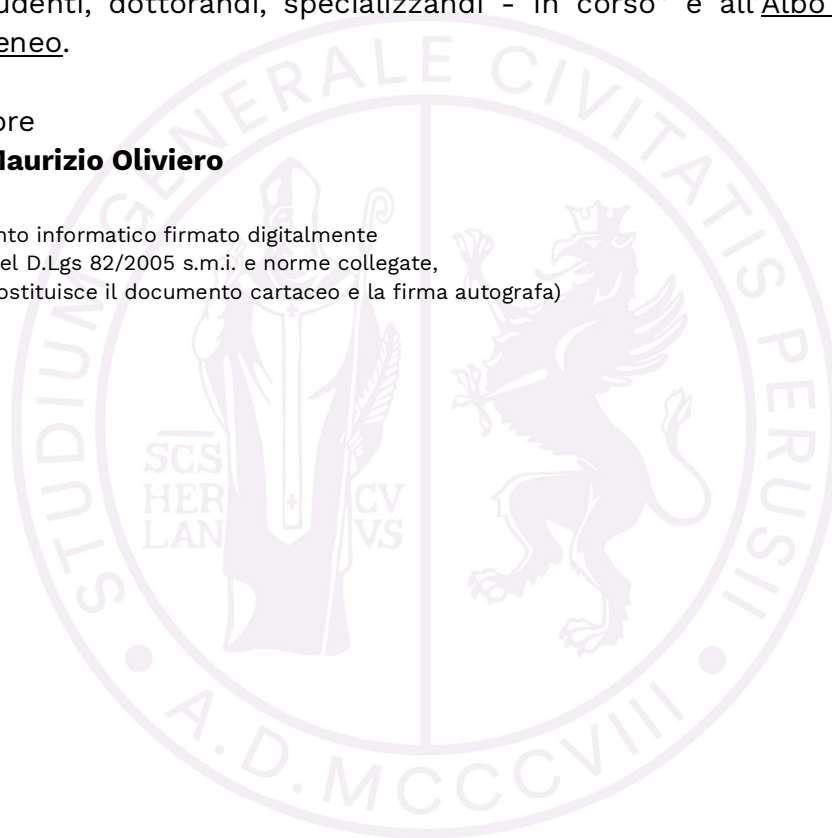 udenti, dottorandi, specializzandi - in corso” e all'Albo
eneo.
ore
Maurizio Oliviero
nto informatico firmato digitalmente
el D.Lgs 82/2005 s.m.i. e norme collegate,
ostituisce il documento cartaceo e la firma autografa)
STUDIUM GENERALE CIVITATIS PERUSII
SCS
HER
LAN
CV
VS
A.D. MCCCVIII